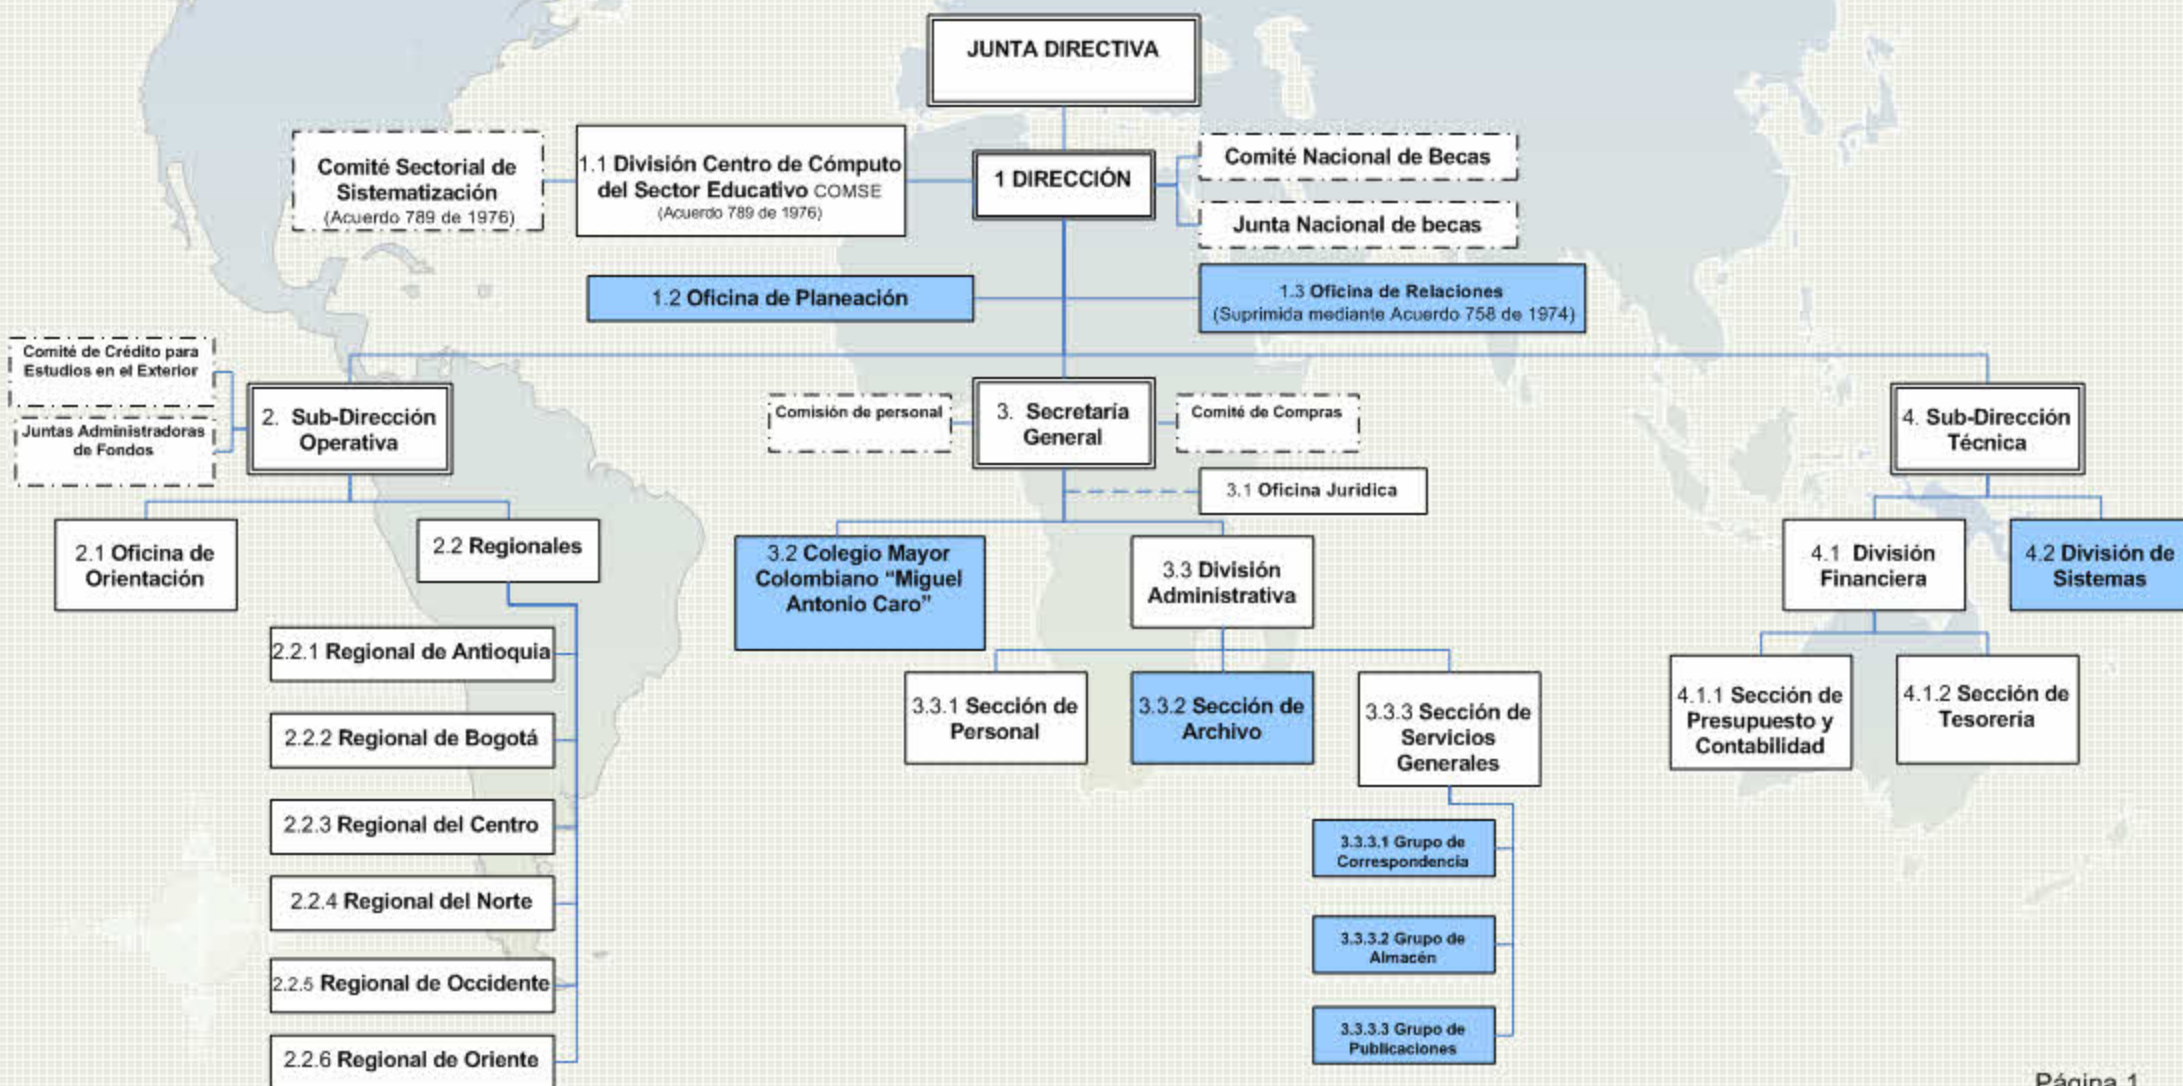 JUNTA DIRECTIVA
Comité Sectorial de
Sistematización
(Acuerdo 789 de 1976)
1.1 División Centro de Cómputo
del Sector Educativo COMSE
(Acuerdo 789 de 1976)
1 DIRECCIÓN
Comité Nacional de Becas
Junta Nacional de becas
1.2 Oficina de Planeación
1.3 Oficina de Relaciones
(Suprimida mediante Acuerdo 758 de 1974)
Comité de Crédito para
Estudios en el Exterior
Juntas Administradoras
de Fondos
2. Sub-Dirección
Operativa
Comisión de personal
3. Secretaría
General
Comité de Compras
4. Sub-Dirección
Técnica
3.1 Oficina Juridica
2.1 Oficina de
Orientación
2.2 Regionales
3.2 Colegio Mayor
Colombiano “Miguel
Antonio Caro”
3.3 División
Administrativa
4.1 División
Financiera
4.2 División de
Sistemas
2.2.1 Regional de Antioquia
2.2.2 Regional de Bogotá
2.2.3 Regional del Centro
2.2.4 Regional del Norte
2.2.5 Regional de Occidente
2.2.6 Regional de Oriente
3.3.1 Sección de
Personal
3.3.2 Sección de
Archivo
3.3.3 Sección de
Servicios
Generales
4.1.1 Sección de
Presupuesto y
Contabilidad
4.1.2 Sección de
Tesorería
3.3.3.1 Grupo de
Correspondencia
3.3.3.2 Grupo de
Almacén
3.3.3.3 Grupo de
Publicaciones
Página 1